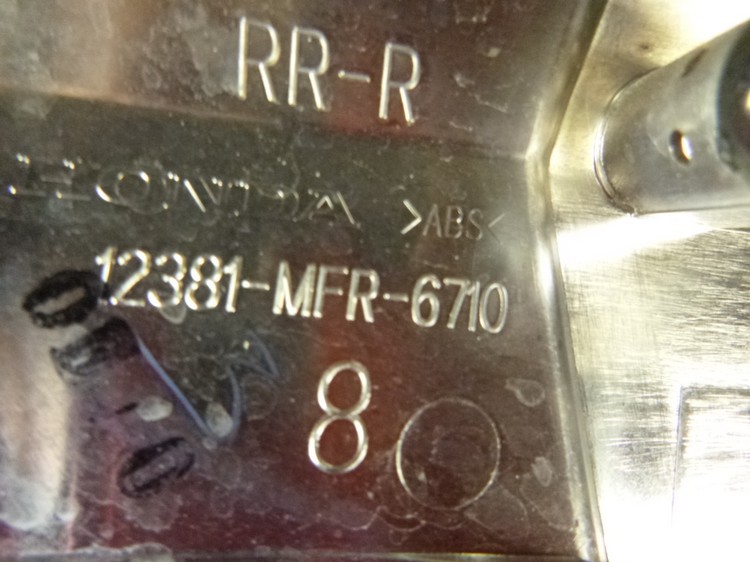 RR-R
HONDA >ABS<
12381-MFR-6710
8